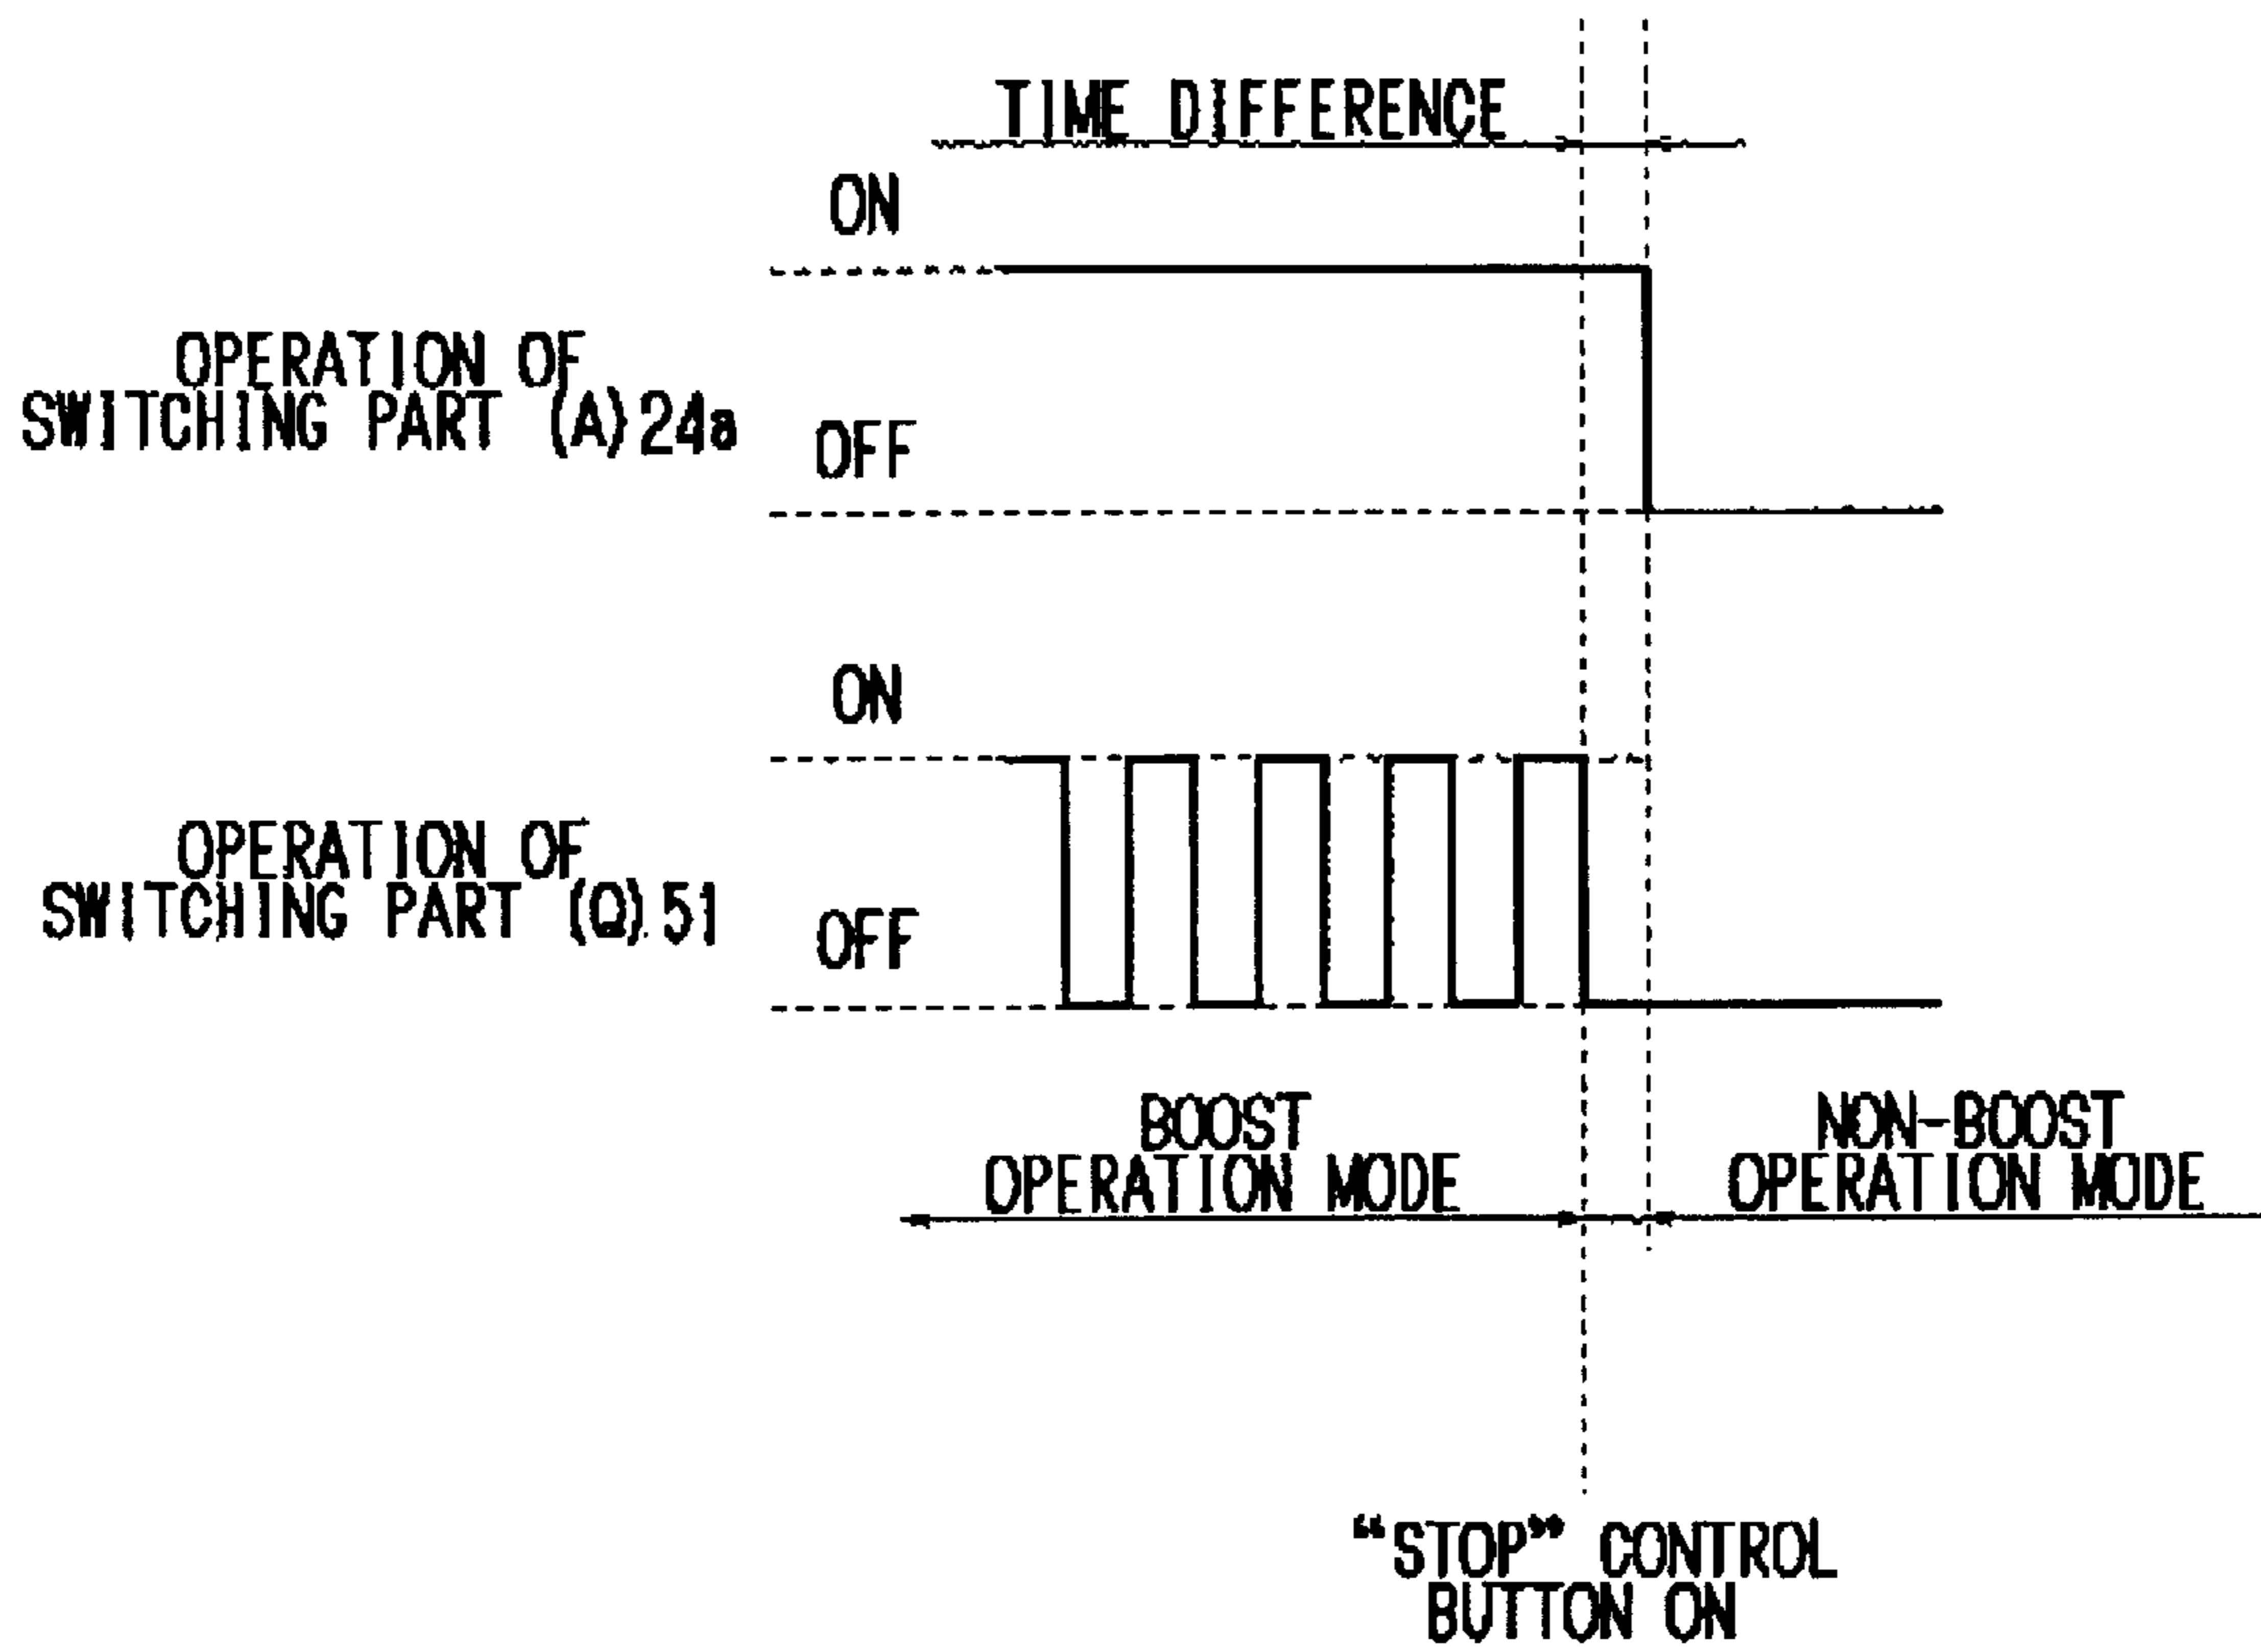 TIME DIFFERENCE
ON
OPERATION OF
SWITCHING PART (A)24a
OFF
ON
OPERATION OF
SWITCHING PART (Q).51
OFF
BOOST
OPERATION MODE
NON-BOOST
OPERATION MODE
“STOP” CONTROL
BUTTON ON